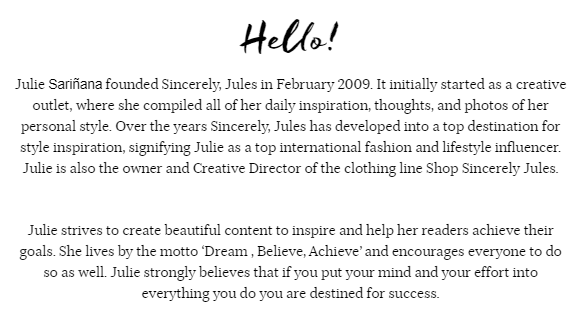 Hello!
Julie Sariñana founded Sincerely, Jules in February 2009. It initially started as a creative
outlet, where she compiled all of her daily inspiration, thoughts, and photos of her
personal style. Over the years Sincerely, Jules has developed into a top destination for
style inspiration, signifying Julie as a top international fashion and lifestyle influencer.
Julie is also the owner and Creative Director of the clothing line Shop Sincerely Jules.
Julie strives to create beautiful content to inspire and help her readers achieve their
goals. She lives by the motto ‘Dream , Believe, Achieve’ and encourages everyone to do
so as well. Julie strongly believes that if you put your mind and your effort into
everything you do you are destined for success.